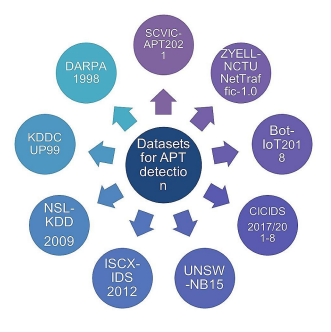 SCVIC-
APT202
1
ZYELL-
NCTU
NetTraf
fic-1.0
Bot-
IoT201
8
CICIDS
2017/20
1-8
UNSW
-NB15
ISCX-
IDS
2012
NSL-
KDD
2009
KDDC
UP99
DARPA
1998
Datasets
for APT
detectio
n